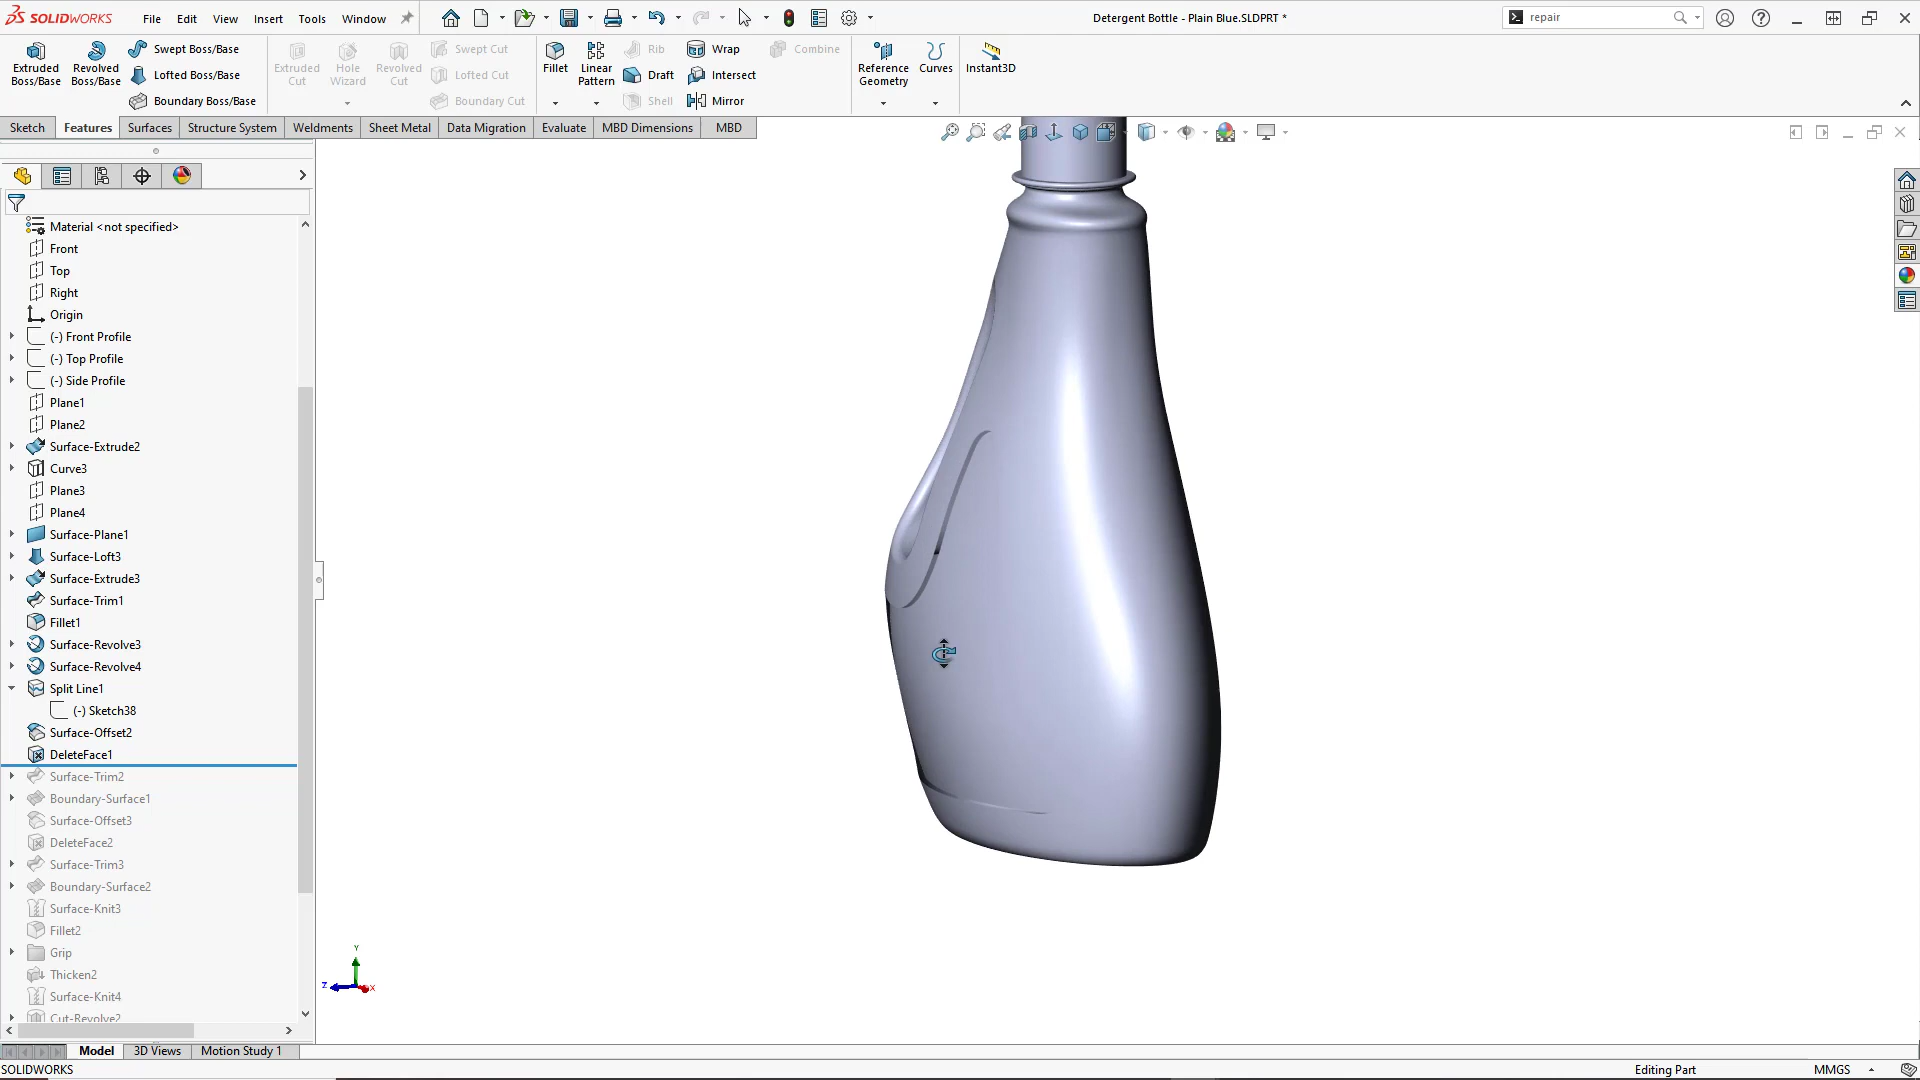 SOLIDWORKS File Edit View Insert Tools Window Detergent Bottle - Plain Blue.SLDPRT * repair
Extruded Boss/Base
Revolved Boss/Base
Swept Boss/Base
Lofted Boss/Base
Boundary Boss/Base
Extruded Cut
Hole Wizard
Revolved Cut
Swept Cut
Lofted Cut
Boundary Cut
Fillet
Linear Pattern
Rib
Draft
Shell
Wrap
Intersect
Mirror
Combine
Reference Geometry
Curves
Instant3D
Sketch Features Surfaces Structure System Weldments Sheet Metal Data Migration Evaluate MBD Dimensions MBD
Material <not specified>
Front
Top
Right
Origin
(-) Front Profile
(-) Top Profile
(-) Side Profile
Plane1
Plane2
Surface-Extrude2
Curve3
Plane3
Plane4
Surface-Plane1
Surface-Loft3
Surface-Extrude3
Surface-Trim1
Fillet1
Surface-Revolve3
Surface-Revolve4
Split Line1
(-) Sketch38
Surface-Offset2
DeleteFace1
Surface-Trim2
Boundary-Surface1
Surface-Offset3
DeleteFace2
Surface-Trim3
Boundary-Surface2
Surface-Knit3
Fillet2
Grip
Thicken2
Surface-Knit4
Cut-Revolve2
Y
Z
X
Model 3D Views Motion Study 1
SOLIDWORKS Editing Part MMGS